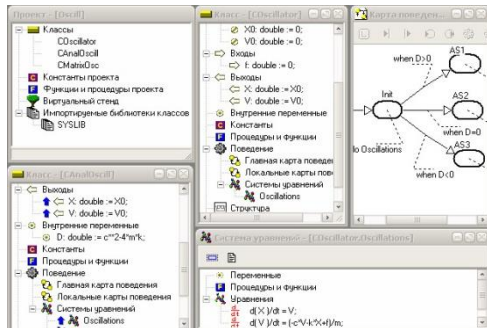 Проект - [Oscill]
Классы
COscillator
CAnalOscill
CMatrixOsc
Константы проекта
Функции и процедуры проекта
Виртуальный стенд
Импортируемые библиотеки классов
SYSLIB
Класс - [COscillator]
X0: double := 0;
V0: double := 0;
Входы
f: double := 0;
Выходы
X: double := X0;
V: double := V0;
Внутренние переменные
Константы
Процедуры и функции
Поведение
Главная карта поведе
Локальные карты пов
Системы уравнений
Oscillations
Структура
Карта поведен...
when D>0
AS1
Init
AS2
when D=0
lo Oscillations
AS3
when D<0
Класс - [CAnalOscill]
Выходы
X: double := X0;
V: double := V0;
Внутренние переменные
D: double := c**2-4*m*k;
Константы
Процедуры и функции
Поведение
Главная карта поведения
Локальные карты поведения
Системы уравнений
Oscillations
Система уравнений - [COscillator.Oscillations]
Переменные
Процедуры и функции
Уравнения
d( X )/dt = V;
d( V )/dt = (-c*V-k*X+f)/m;